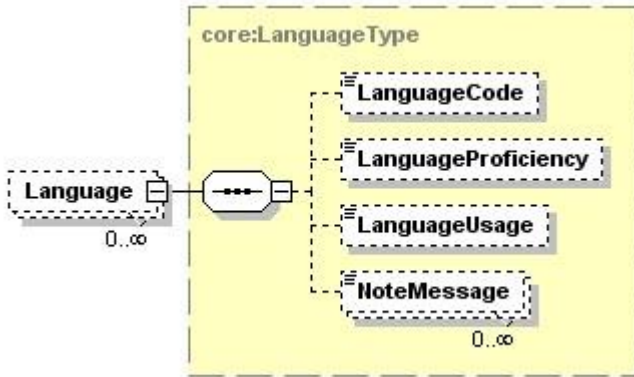 core:LanguageType
LanguageCode
LanguageProficiency
Language
0..∞
LanguageUsage
NoteMessage
0..∞